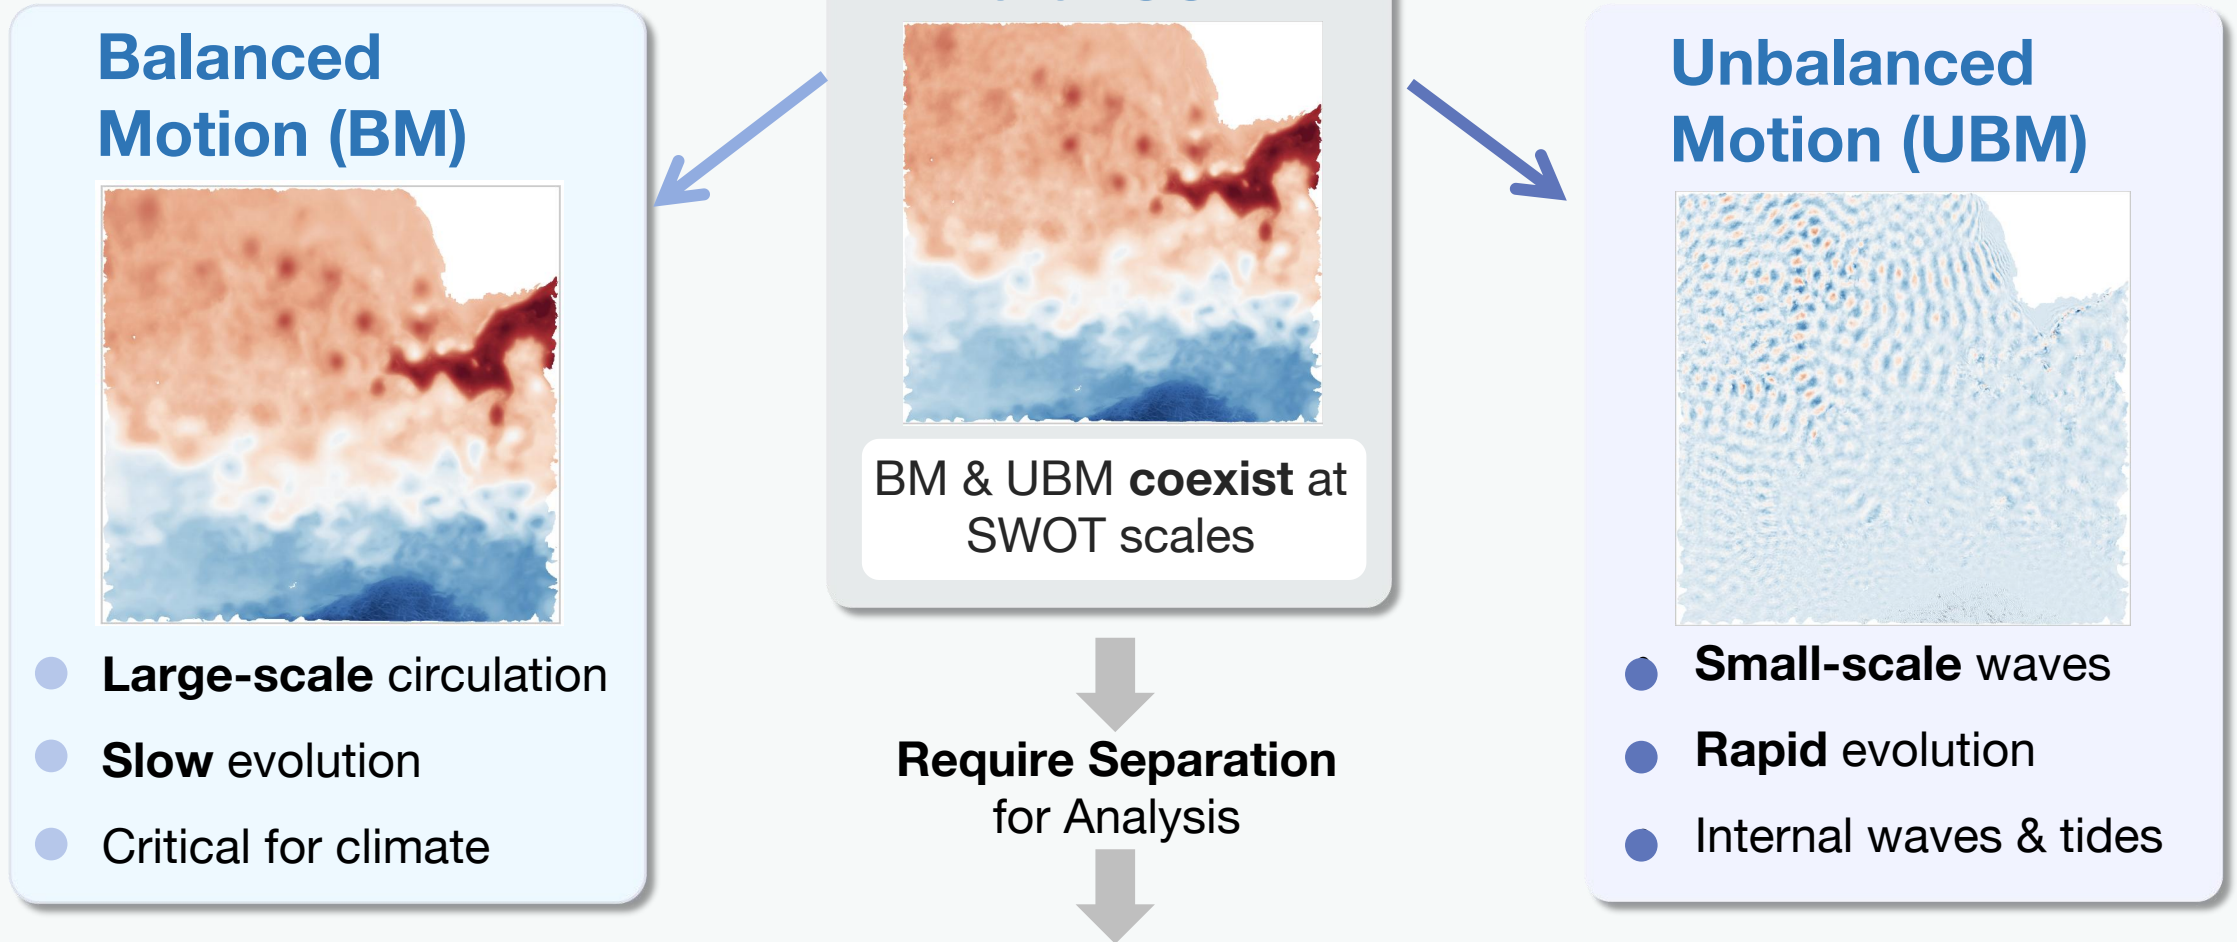 Balanced
Motion (BM)
Large-scale circulation
Slow evolution
Critical for climate
BM & UBM coexist at
SWOT scales
Require Separation
for Analysis
Unbalanced
Motion (UBM)
Small-scale waves
Rapid evolution
Internal waves & tides